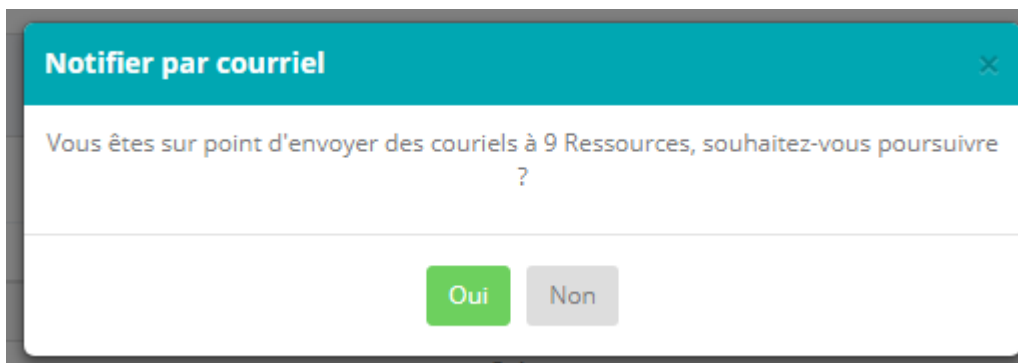 Notifier par courriel ×
Vous êtes sur point d'envoyer des couriels à 9 Ressources, souhaitez-vous poursuivre
?
Oui Non